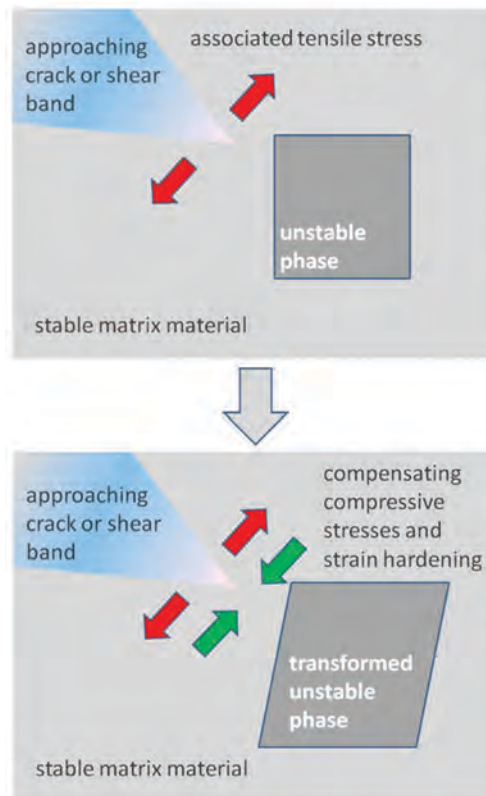 approaching
crack or shear
band
associated tensile stress
unstable
phase
stable matrix material
approaching
crack or shear
band
compensating
compressive
stresses and
strain hardening
transformed
unstable
phase
stable matrix material